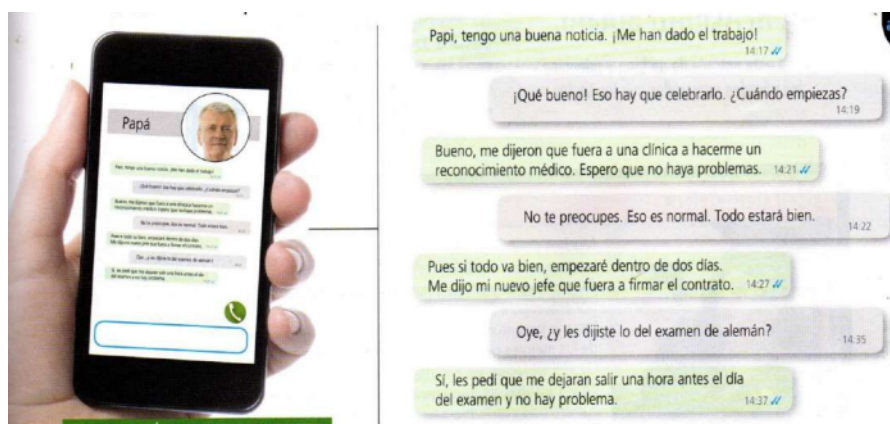 Papá
Papi, tengo una buena noticia. ¡Me han dado el trabajo!
14:17
¡Qué bueno! Eso hay que celebrarlo. ¿Cuándo empiezas?
14:19
Bueno, me dijeron que fuera a una clínica a hacerme un
reconocimiento médico. Espero que no haya problemas. 14:21
No te preocupes. Eso es normal. Todo estará bien.
14:22
Pues si todo va bien, empezaré dentro de dos días.
Me dijo mi nuevo jefe que fuera a firmar el contrato. 14:27
Oye, ¿y les dijiste lo del examen de alemán?
14:35
Sí, les pedí que me dejaran salir una hora antes el día
del examen y no hay problema. 14:37